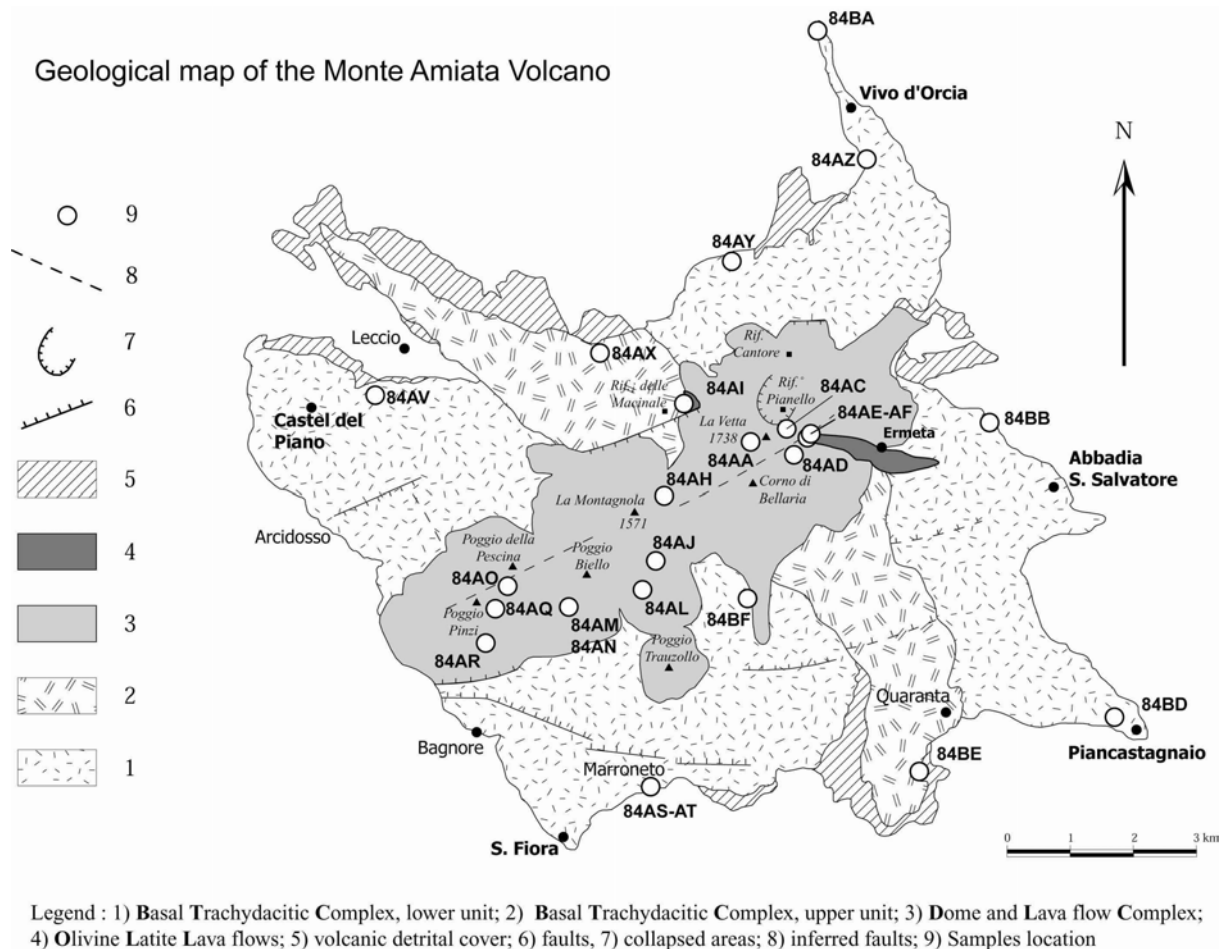 84BA
Geological map of the Monte Amiata Volcano
Vivo d'Orcia
N
84AZ
9
84AY
8
Leccio
Rif.
Cantore
7
84AX
84AI
Rif.
Pianello
84AC
Rif. delle
Macinale
84AV
84AE-AF
6
Castel del
Piano
La Vetta
1738
Ermeta
84BB
84AA
84AD
Abbadia
S. Salvatore
5
84AH
Corno di
Bellaria
La Montagnola
1571
Arcidosso
4
Poggio della
Pescina
84AJ
Poggio
Biello
84AO
84AQ
84AL
84BF
3
Poggio
Pinzi
84AM
84AN
84AR
Poggio
Trauzollo
2
Quaranta
84BD
Bagnore
Piancastagnaio
84BE
1
Marroneto
84AS-AT
S. Fiora
0 1 2 3 km
Legend : 1) Basal Trachydacitic Complex, lower unit; 2) Basal Trachydacitic Complex, upper unit; 3) Dome and Lava flow Complex;
4) Olivine Latite Lava flows; 5) volcanic detrital cover; 6) faults, 7) collapsed areas; 8) inferred faults; 9) Samples location